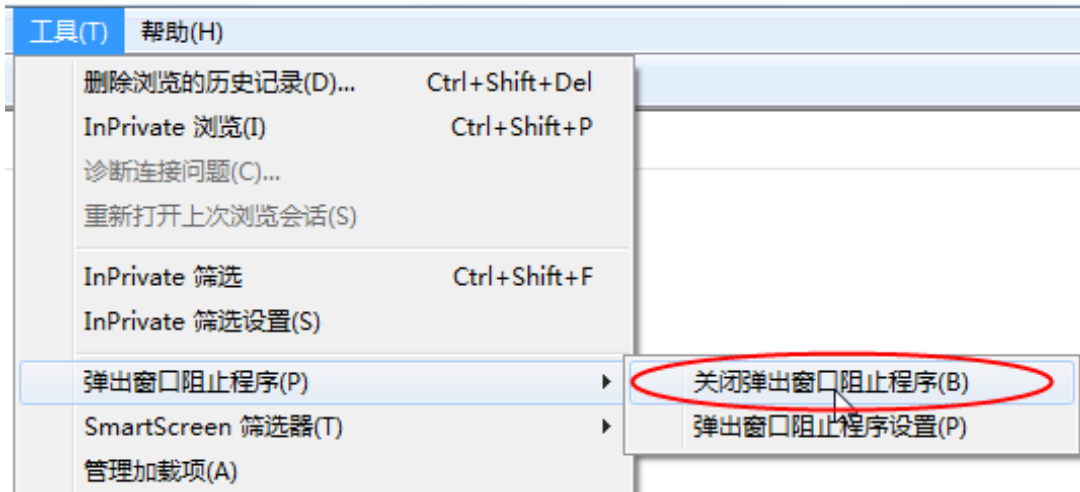 工具(T) 帮助(H)
删除浏览的历史记录(D)... Ctrl+Shift+Del
InPrivate 浏览(I) Ctrl+Shift+P
诊断连接问题(C)...
重新打开上次浏览会话(S)
InPrivate 筛选 Ctrl+Shift+F
InPrivate 筛选设置(S)
弹出窗口阻止程序(P) 关闭弹出窗口阻止程序(B)
SmartScreen 筛选器(T) 弹出窗口阻止程序设置(P)
管理加载项(A)